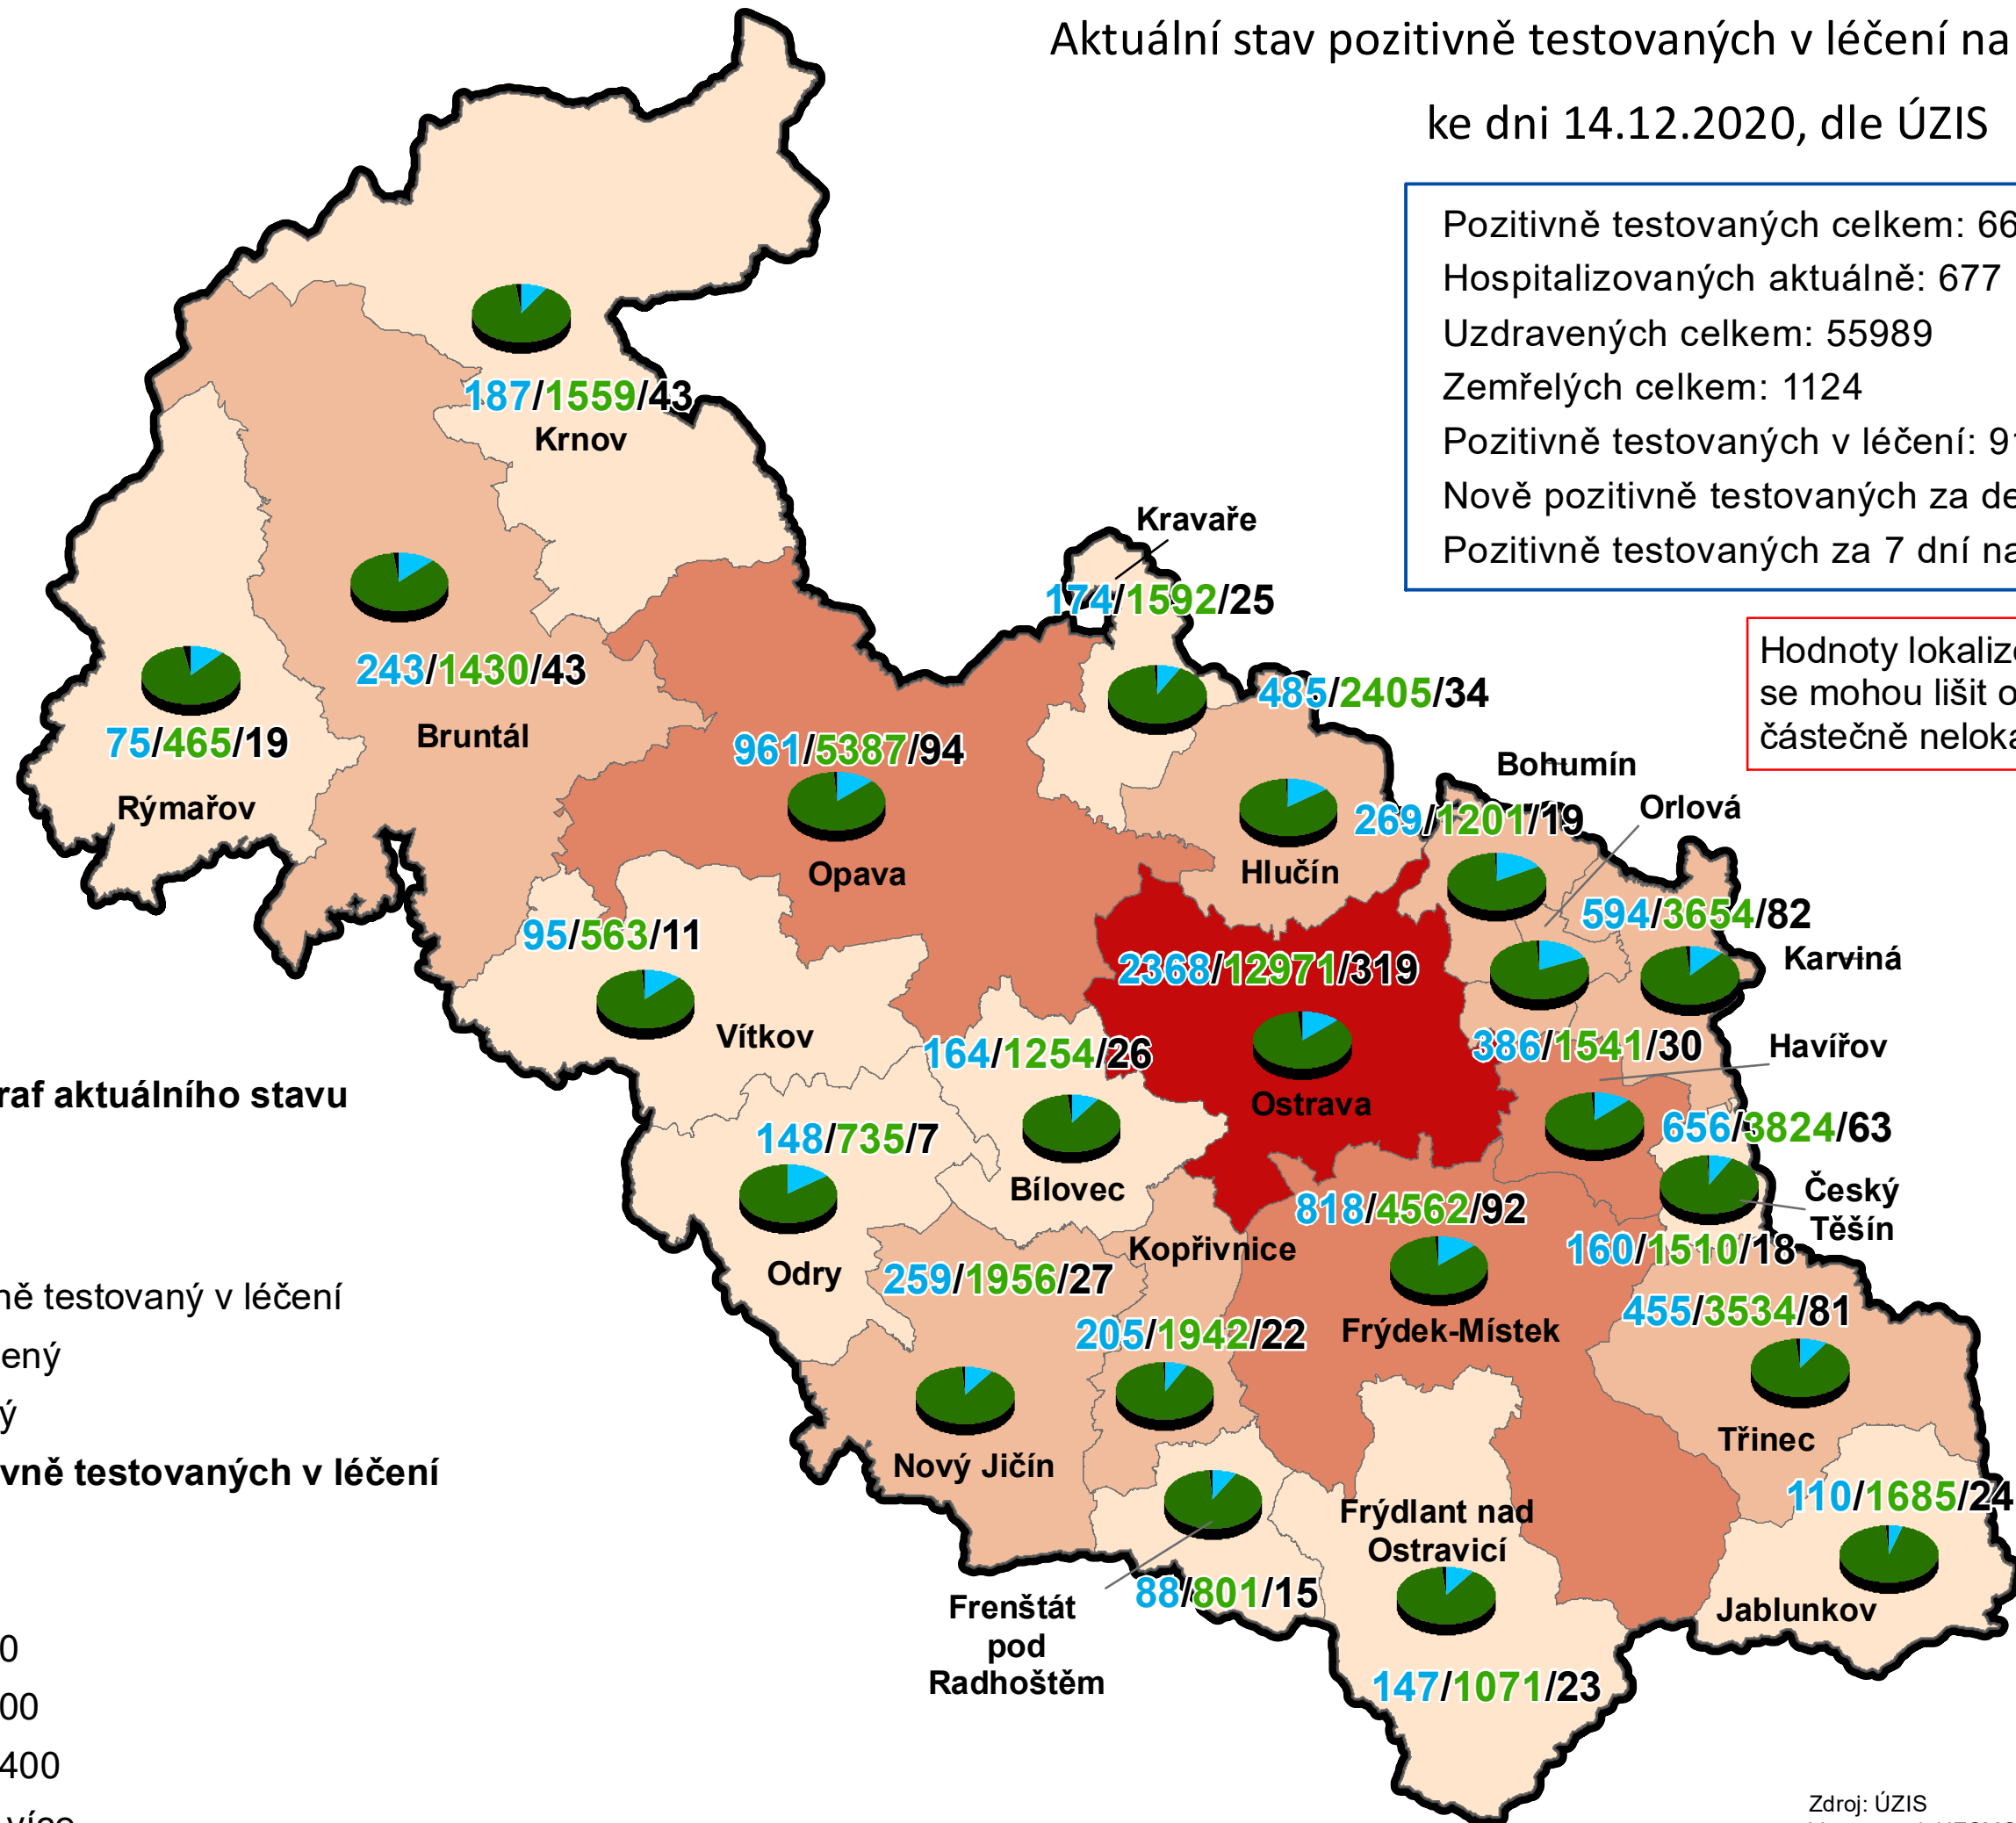 Aktuální stav pozitivně testovaných v léčení na
ke dni 14.12.2020, dle ÚZIS
Pozitivně testovaných celkem: 66
Hospitalizovaných aktuálně: 677
Uzdravených celkem: 55989
Zemřelých celkem: 1124
Pozitivně testovaných v léčení: 91
Nově pozitivně testovaných za
Pozitivně testovaných za 7 dní
Hodnoty
se mohou lišit
částečně
187/1559/43
Krnov
Kravaře
174/1592/25
243/1430/43
Bruntál
75/465/19
Rýmařov
961/5387/94
Opava
485/2405/34
Hlučín
Bohumín
269/1201/19
Orlová
594/3654/82
Karviná
95/563/11
Vítkov
2368/12971/319
Ostrava
164/1254/26
Bílovec
386/1541/30
Havířov
148/735/7
Odry
656/3824/63
Český
Těšín
160/1510/18
818/4562/92
Frýdek-Místek
Kopřivnice
205/1942/22
259/1956/27
Nový Jičín
455/3534/81
Třinec
110/1685/24
Jablunkov
Frýdlant nad
Ostravicí
147/1071/23
88/801/15
Frenštát
pod
Radhoštěm
raf aktuálního stavu
ně testovaný v léčení
ený
ý
vně testovaných v léčení
0
00
400
více
Zdroj: ÚZIS